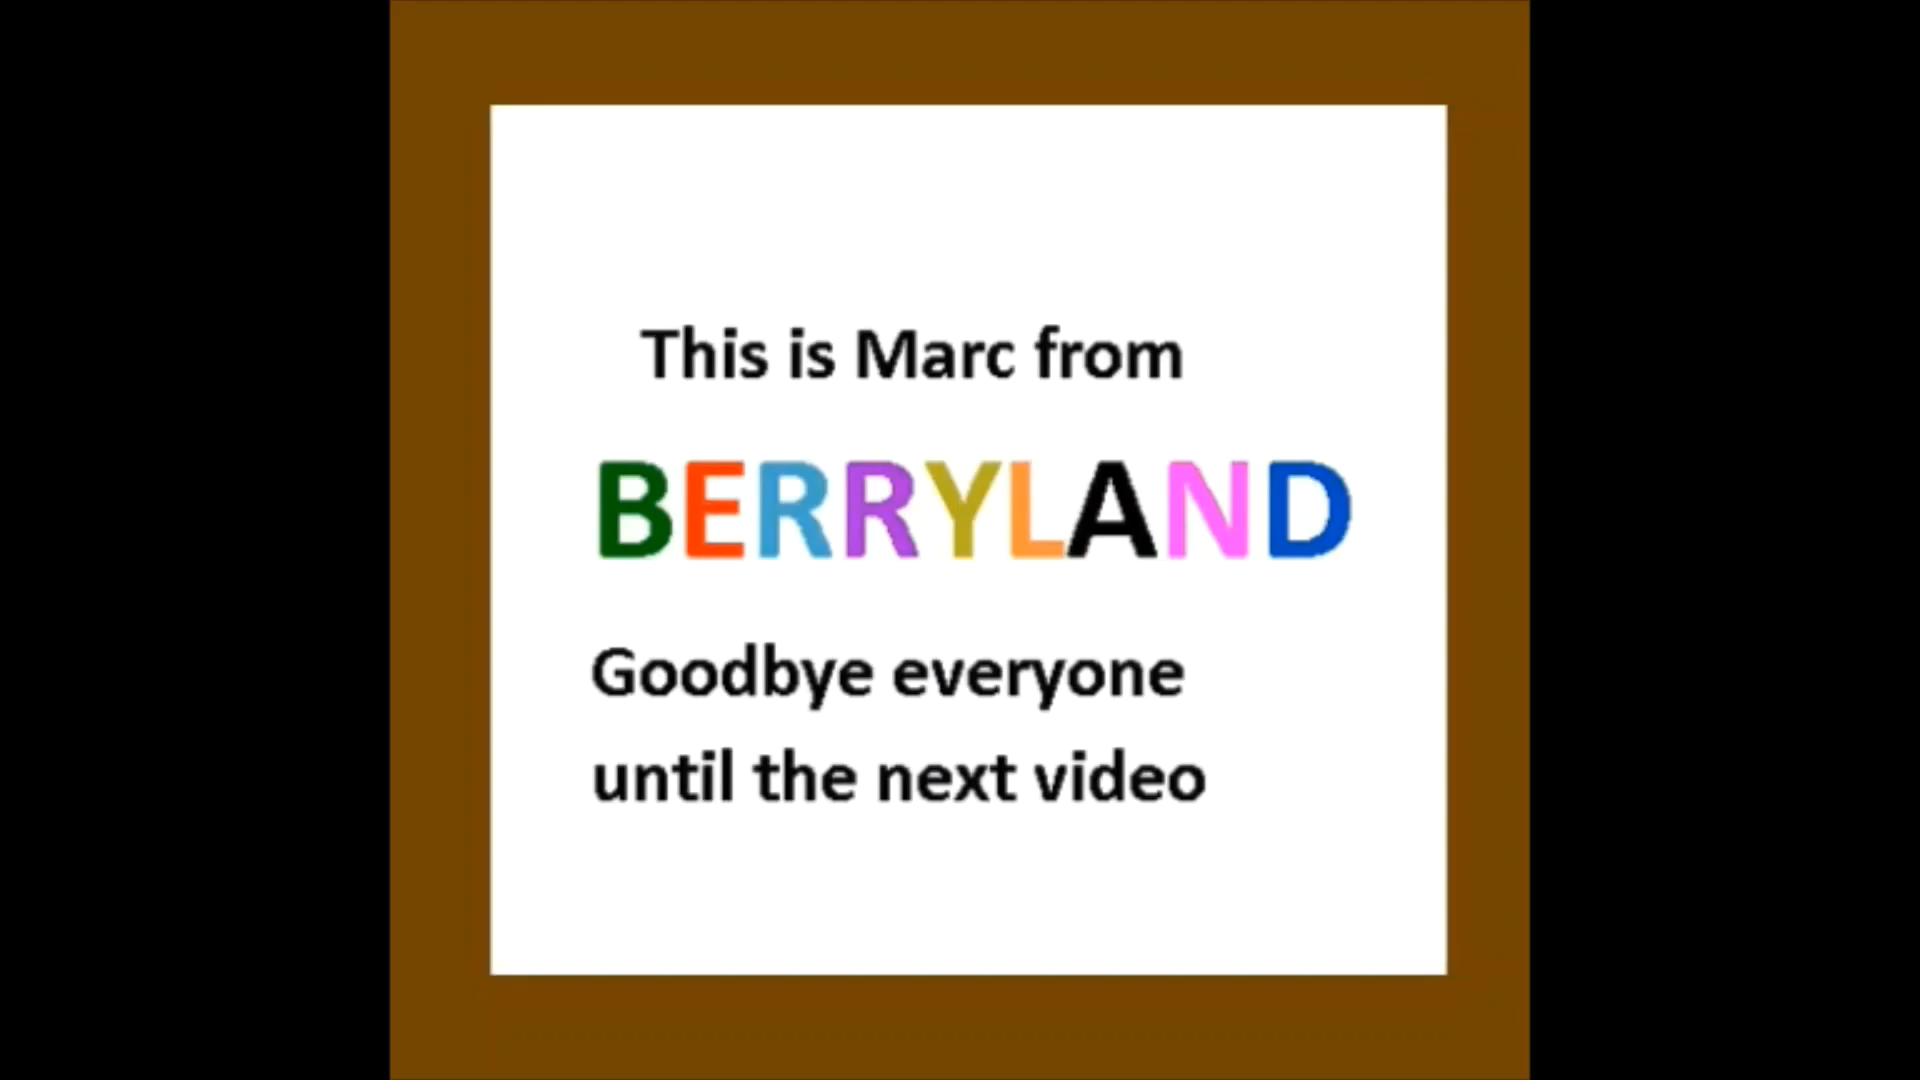 This is Marc from
BERRYLAND
Goodbye everyone
until the next video